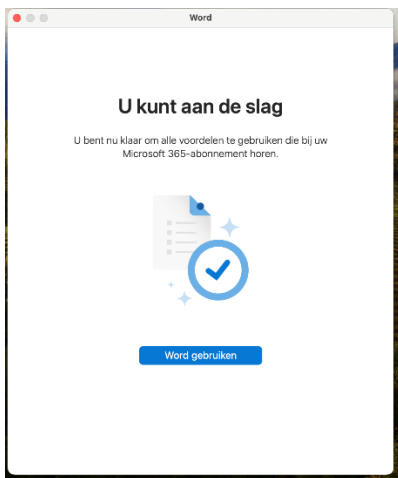 Word
U kunt aan de slag
U bent nu klaar om alle voordelen te gebruiken die bij uw
Microsoft 365-abonnement horen.
Word gebruiken